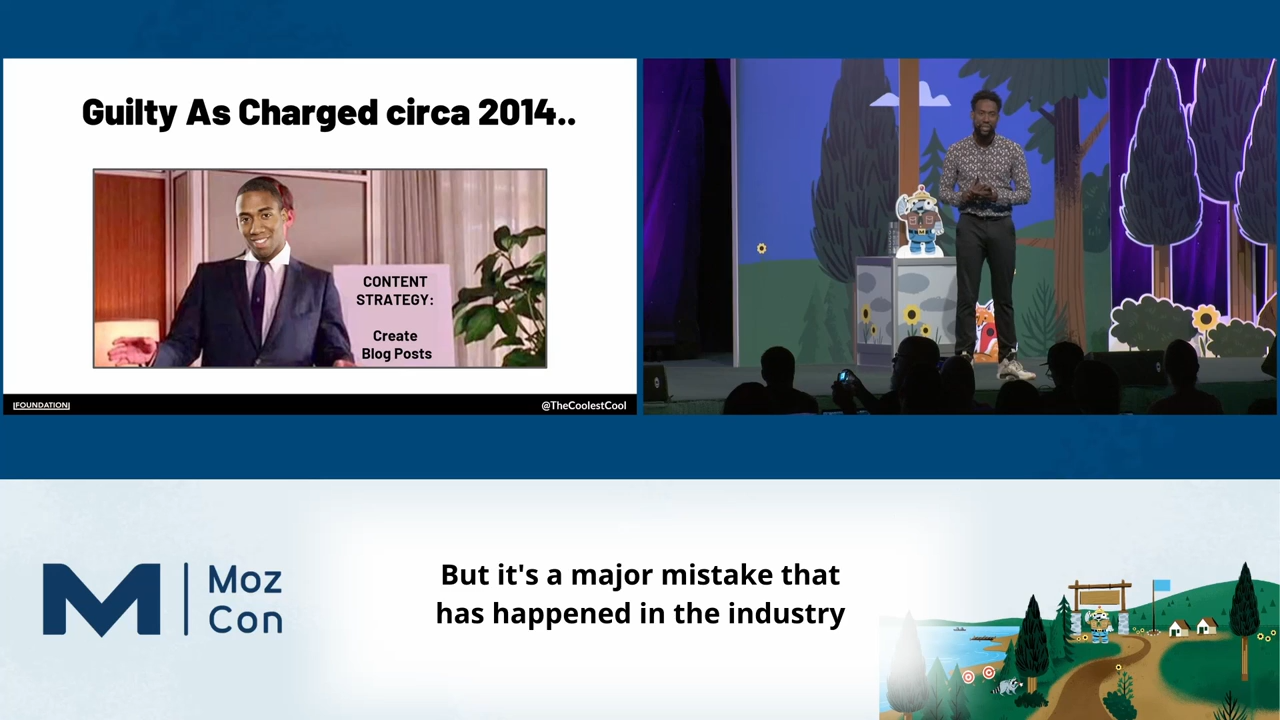 Guilty As Charged circa 2014..
CONTENT
STRATEGY:
Create
Blog Posts
|FOUNDATION|
@TheCoolestCool
Moz
Con
But it's a major mistake that
has happened in the industry